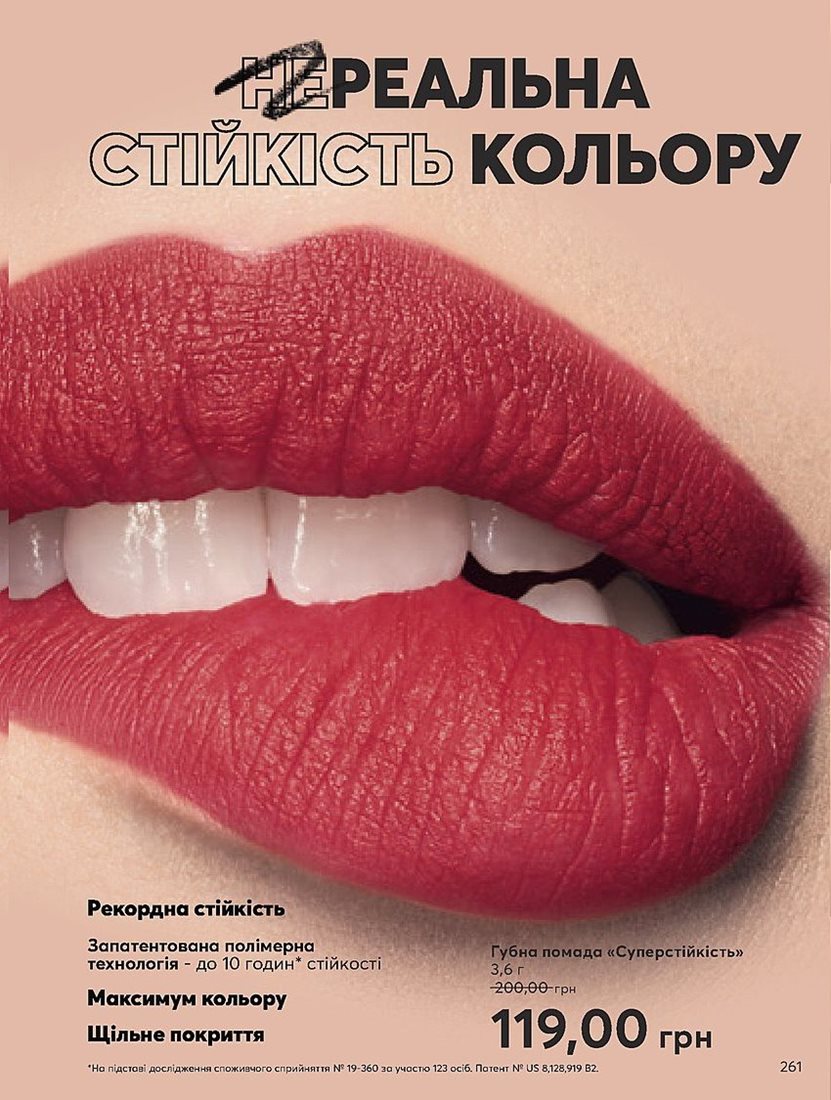 НЕРЕАЛЬНА
СТІЙКІСТЬ КОЛЬОРУ
Рекордна стійкість
Запатентована полімерна
технологія - до 10 годин* стійкості
Максимум кольору
Щільне покриття
Губна помада «Суперстійкість»
3,6 г
200,00 грн
119,00 грн
*На підставі дослідження споживчого сприйняття № 19-360 за участю 123 осіб. Патент № US 8,128,919 B2.
261